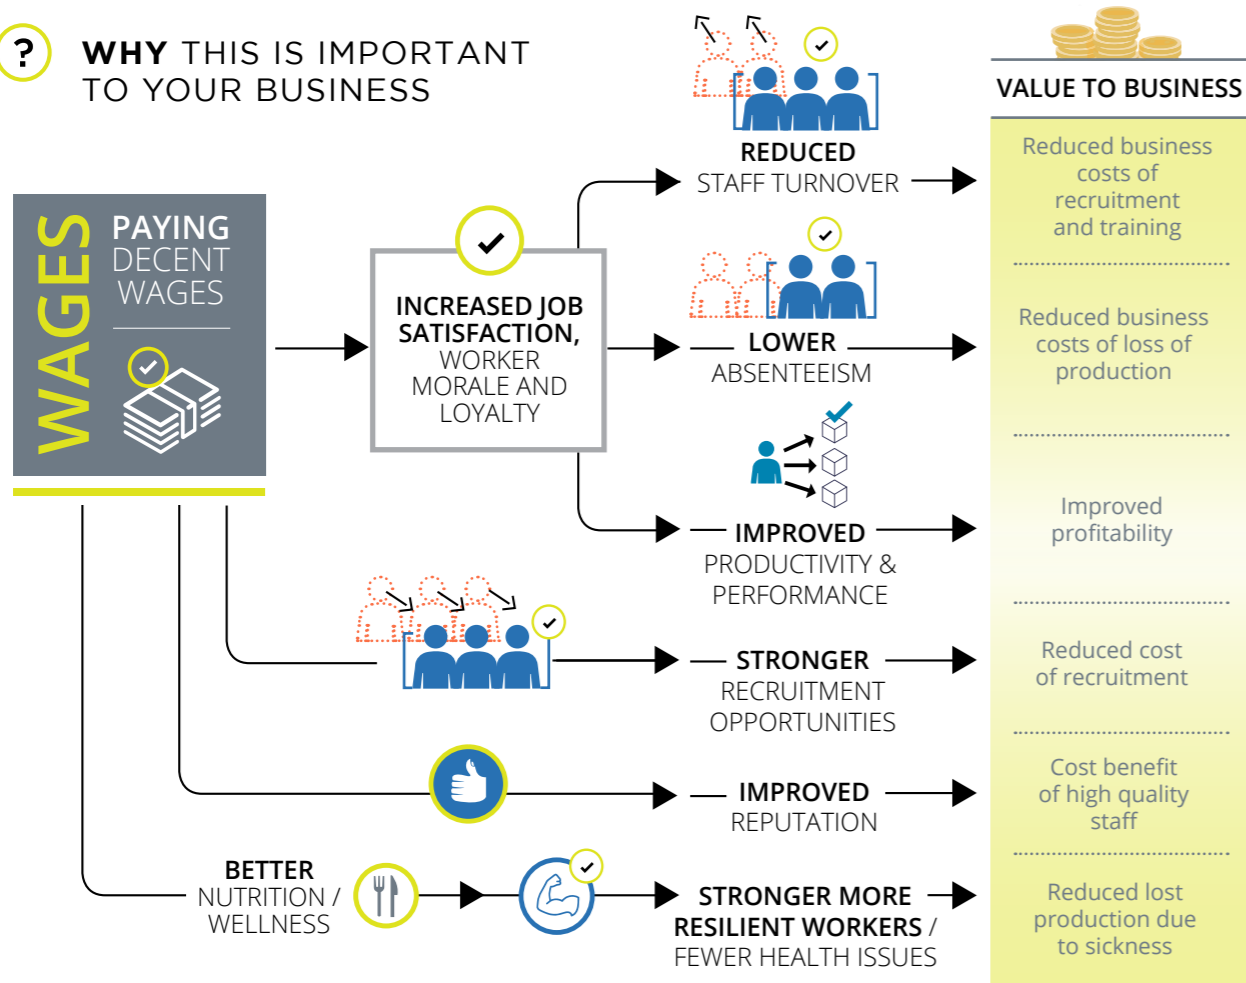 ?
WHY THIS IS IMPORTANT
TO YOUR BUSINESS
WAGES
PAYING
DECENT
WAGES
INCREASED JOB
SATISFACTION,
WORKER
MORALE AND
LOYALTY
REDUCED
STAFF TURNOVER
LOWER
ABSENTEEISM
IMPROVED
PRODUCTIVITY &
PERFORMANCE
STRONGER
RECRUITMENT
OPPORTUNITIES
IMPROVED
REPUTATION
BETTER
NUTRITION /
WELLNESS
STRONGER MORE
RESILIENT WORKERS /
FEWER HEALTH ISSUES
VALUE TO BUSINESS
Reduced business
costs of
recruitment
and training
Reduced business
costs of loss of
production
Improved
profitability
Reduced cost
of recruitment
Cost benefit
of high quality
staff
Reduced lost
production due
to sickness